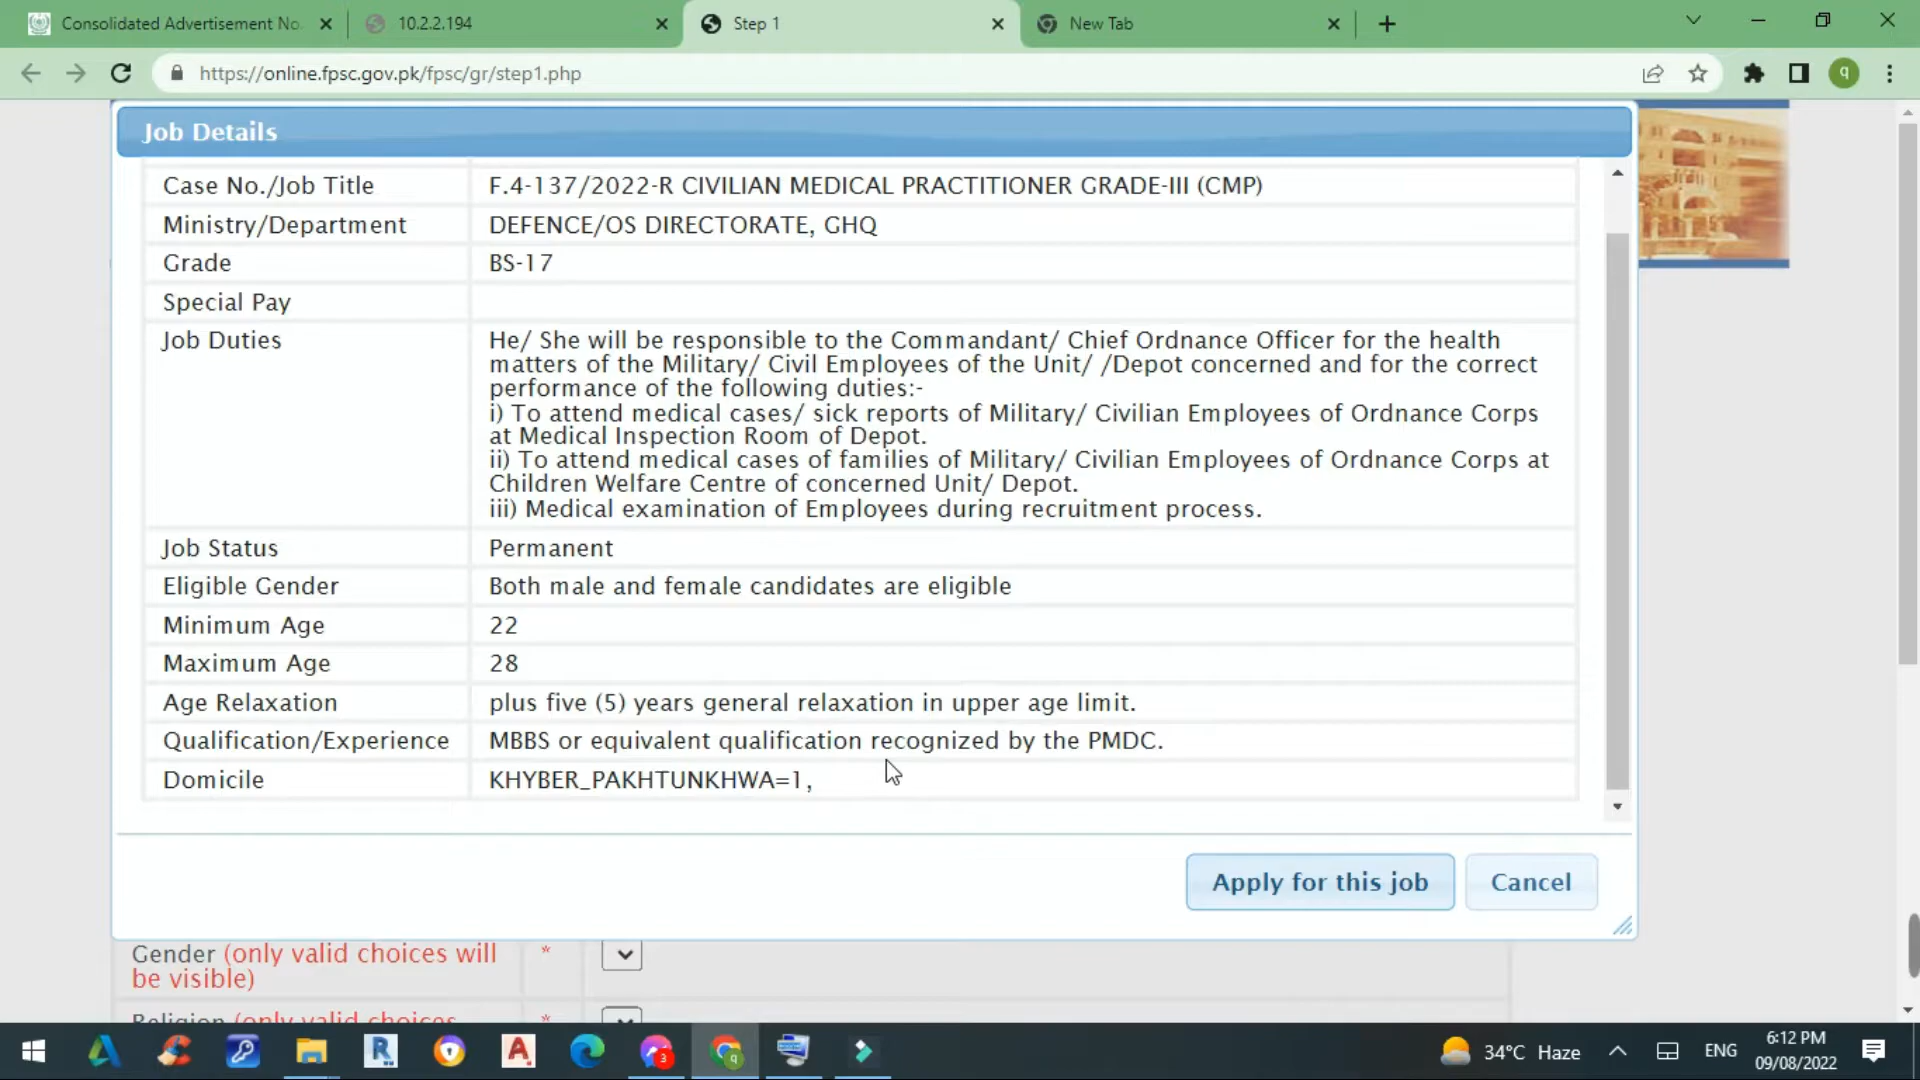 Consolidated Advertisement No.
10.2.2.194
Step 1
New Tab
https://online.fpsc.gov.pk/fpsc/gr/step1.php
q
Job Details
Case No./Job Title F.4-137/2022-R CIVILIAN MEDICAL PRACTITIONER GRADE-III (CMP)
Ministry/Department DEFENCE/OS DIRECTORATE, GHQ
Grade BS-17
Special Pay
Job Duties He/ She will be responsible to the Commandant/ Chief Ordnance Officer for the health
matters of the Military/ Civil Employees of the Unit/ /Depot concerned and for the correct
performance of the following duties:-
i) To attend medical cases/ sick reports of Military/ Civilian Employees of Ordnance Corps
at Medical Inspection Room of Depot.
ii) To attend medical cases of families of Military/ Civilian Employees of Ordnance Corps at
Children Welfare Centre of concerned Unit/ Depot.
iii) Medical examination of Employees during recruitment process.
Job Status Permanent
Eligible Gender Both male and female candidates are eligible
Minimum Age 22
Maximum Age 28
Age Relaxation plus five (5) years general relaxation in upper age limit.
Qualification/Experience MBBS or equivalent qualification recognized by the PMDC.
Domicile KHYBER_PAKHTUNKHWA=1,
Apply for this job Cancel
Gender (only valid choices will *
be visible)
Religion (only valid choices *
34°C Haze ENG 6:12 PM
09/08/2022